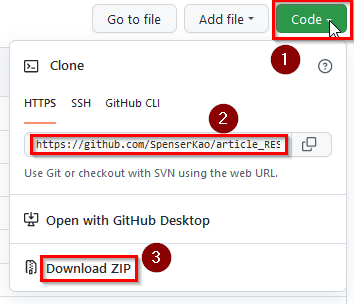 Go to file Add file Code
1
Clone
HTTPS SSH GitHub CLI
2
https://github.com/SpenserKao/article_RES
Use Git or checkout with SVN using the web URL.
Open with GitHub Desktop
3
Download ZIP